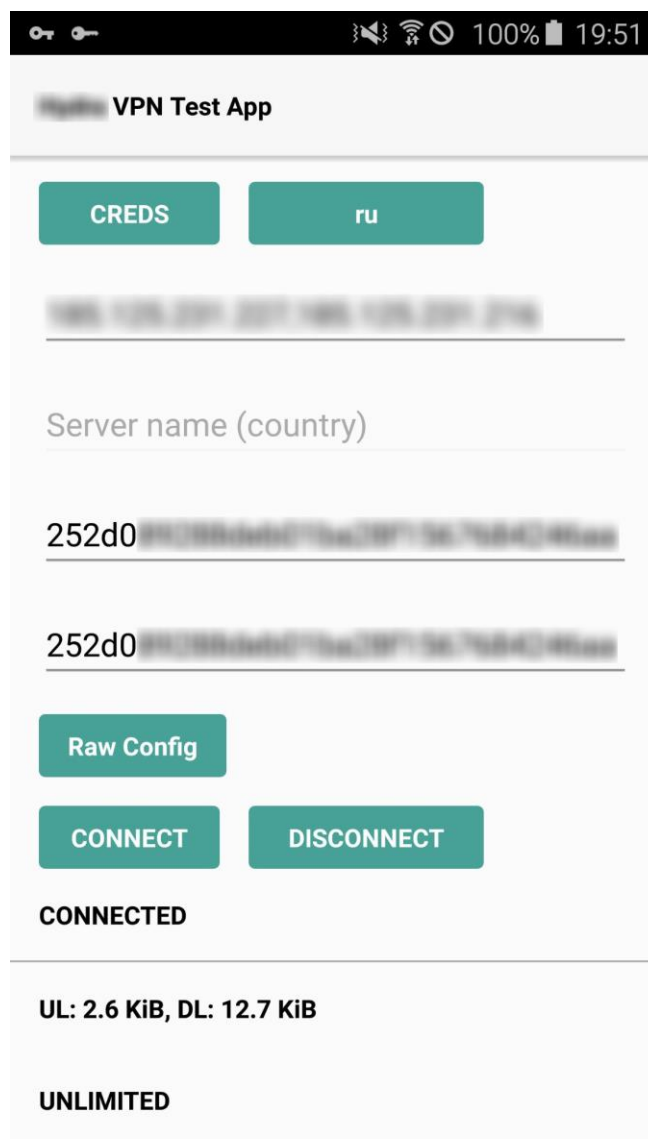 100% 19:51
VPN Test App
CREDS ru
Server name (country)
252d0
252d0
Raw Config
CONNECT DISCONNECT
CONNECTED
UL: 2.6 KiB, DL: 12.7 KiB
UNLIMITED